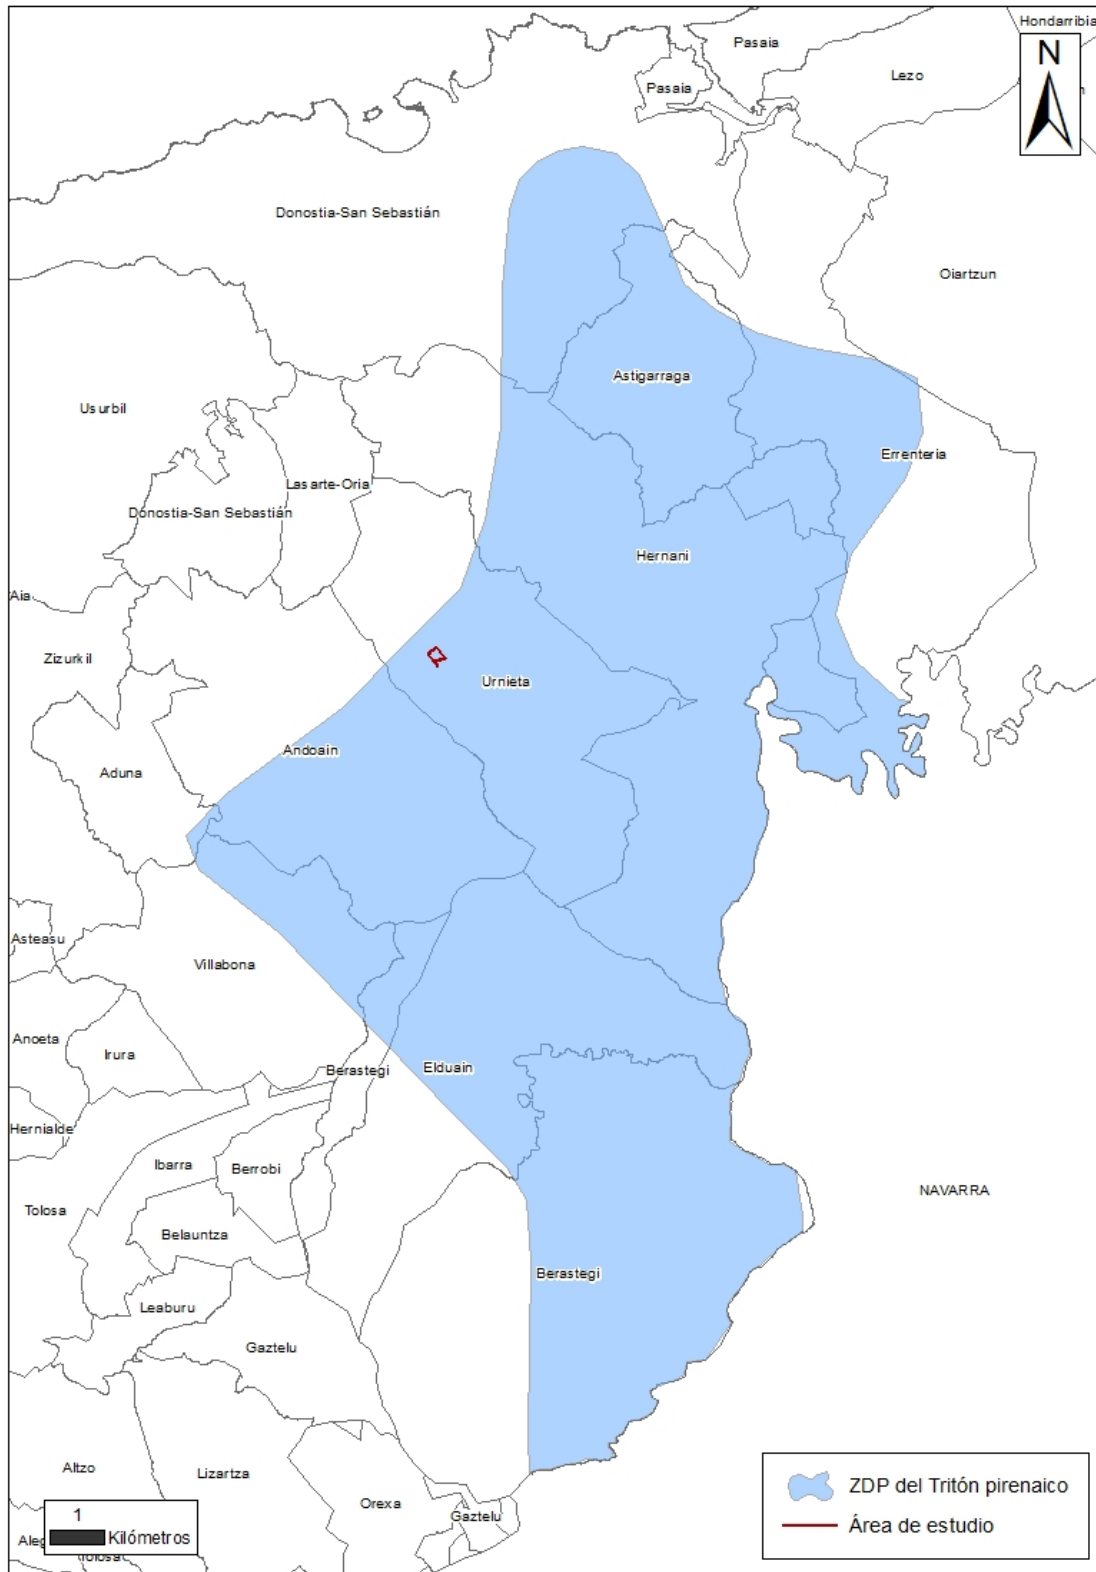 Hondarribia
Pasaia
N
Lezo
Pasaia
Donostia-San Sebastián
Oiartzun
Astigarraga
Usurbil
Errenteria
Lasarte-Oria
Donostia-San Sebastián
Hernani
Aia
Zizurkil
Urnieta
Andoain
Aduna
Asteasu
Villabona
Anoeta
Irura
Elduain
Berastegi
Hernialde
Ibarra
Berrobi
NAVARRA
Tolosa
Belauntza
Berastegi
Leaburu
Gaztelu
Altzo
Lizartza
ZDP del Tritón pirenaico
Orexa
Gaztelu
1
Kilómetros
Área de estudio
Tolosa